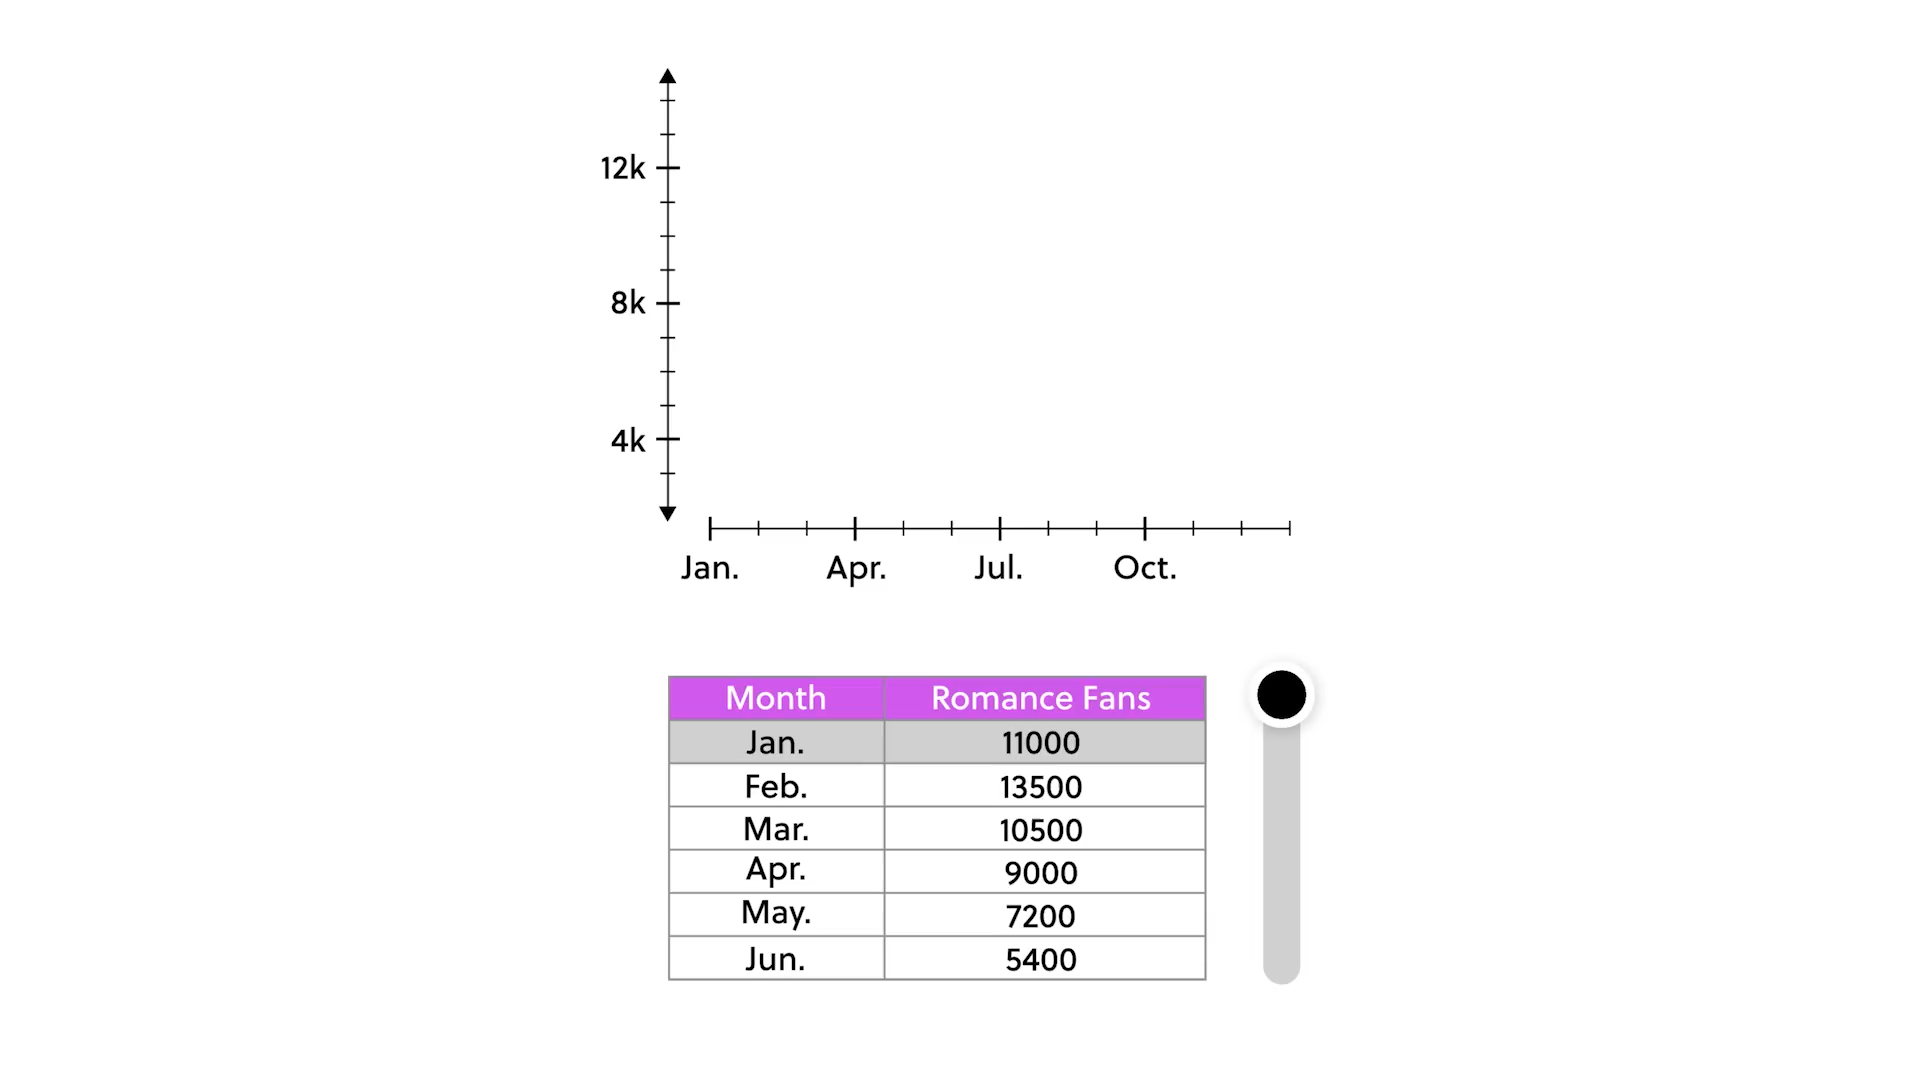 12k
8k
4k
Jan. Apr. Jul. Oct.
Month Romance Fans
Jan. 11000
Feb. 13500
Mar. 10500
Apr. 9000
May. 7200
Jun. 5400